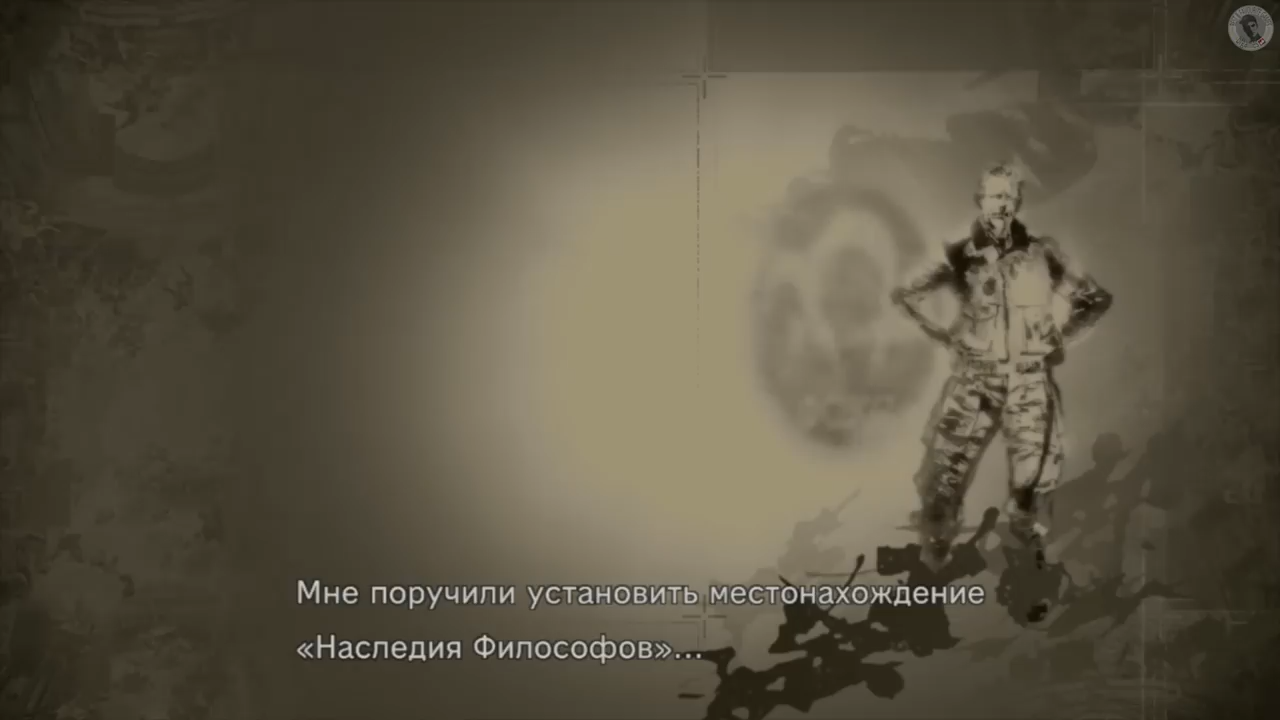 Мне поручили установить местонахождение
«Наследия Философов»...